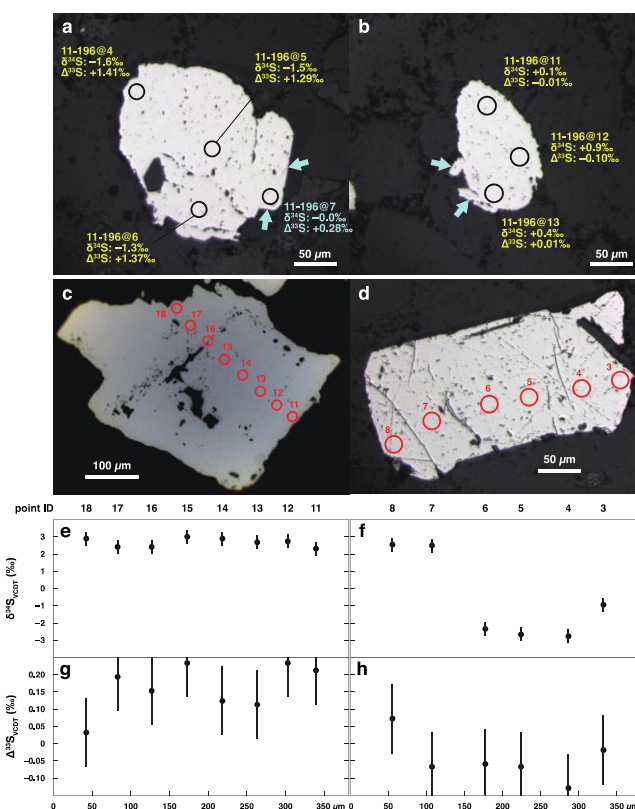 a
11-196@4
δ³⁴S: −1.6‰
Δ³³S: +1.41‰
11-196@5
δ³⁴S: −1.5‰
Δ³³S: +1.29‰
11-196@6
δ³⁴S: −1.3‰
Δ³³S: +1.37‰
11-196@7
δ³⁴S: −0.0‰
Δ³³S: +0.28‰
50 µm
b
11-196@11
δ³⁴S: +0.1‰
Δ³³S: −0.01‰
11-196@12
δ³⁴S: +0.9‰
Δ³³S: −0.10‰
11-196@13
δ³⁴S: +0.4‰
Δ³³S: +0.01‰
50 µm
c
18
17
16
15
14
13
12
11
100 µm
d
3
4
5
6
7
8
50 µm
point ID 18 17 16 15 14 13 12 11 8 7 6 5 4 3
e
f
3
2
1
0
−1
−2
−3
δ³⁴S_VCDT (‰)
g
h
0.20
0.15
0.10
0.05
0
−0.05
−0.10
Δ³³S_VCDT (‰)
0 50 100 150 200 250 300 350 µm
0 50 100 150 200 250 300 350 µm